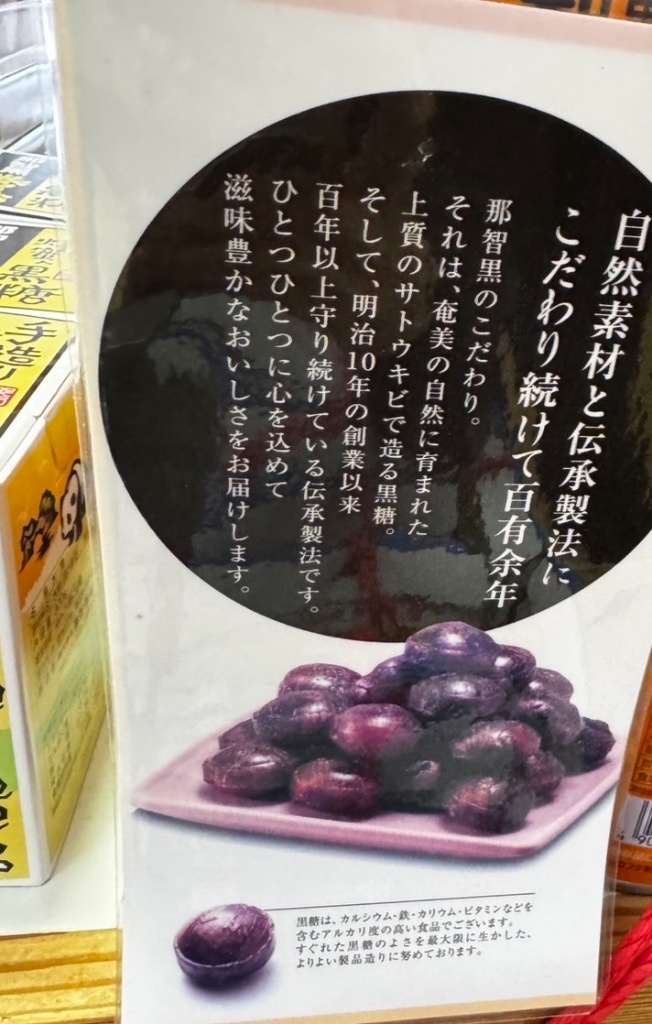 自然素材と伝承製法に
こだわり続けて百有余年
那智黒のこだわり。
それは、奄美の自然に育まれた
上質のサトウキビで造る黒糖。
そして、明治10年の創業以来
百年以上守り続けている伝承製法です。
ひとつひとつに心を込めて
滋味豊かなおいしさをお届けします。
黒糖は、カルシウム・鉄・カリウム・ビタミンなどを
含むアルカリ度の高い食品でございます。
すぐれた黒糖のよさを最大限に生かした、
よりよい製品造りに努めております。
黒糖
手造り